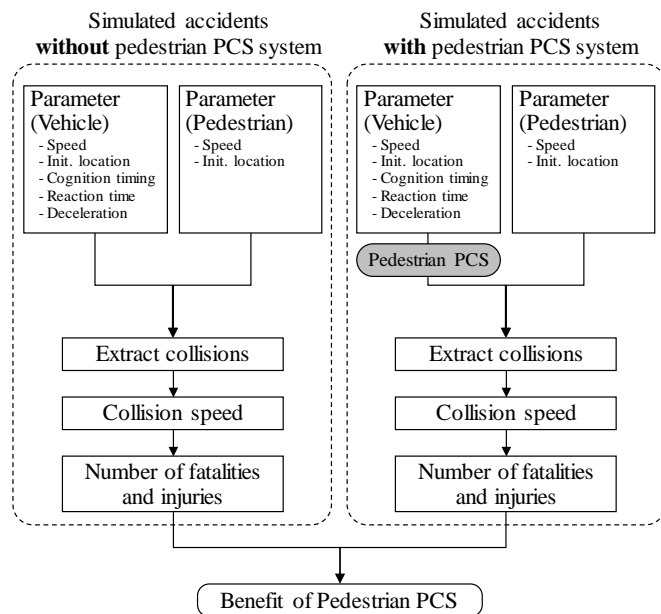 Simulated accidents
without pedestrian PCS system
Parameter
(Vehicle)
- Speed
- Init. location
- Cognition timing
- Reaction time
- Deceleration
Parameter
(Pedestrian)
- Speed
- Init. location
Extract collisions
Collision speed
Number of fatalities
and injuries
Simulated accidents
with pedestrian PCS system
Parameter
(Vehicle)
- Speed
- Init. location
- Cognition timing
- Reaction time
- Deceleration
Parameter
(Pedestrian)
- Speed
- Init. location
Pedestrian PCS
Extract collisions
Collision speed
Number of fatalities
and injuries
Benefit of Pedestrian PCS